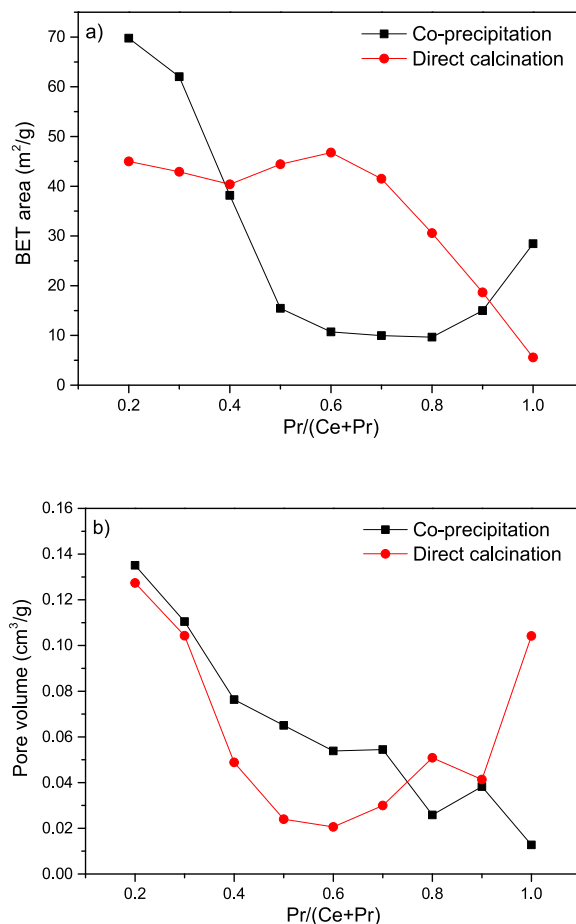 a)
Co-precipitation
Direct calcination
70
60
50
40
30
20
10
0
BET area (m²/g)
0.2 0.4 0.6 0.8 1.0
Pr/(Ce+Pr)
b)
Co-precipitation
Direct calcination
0.16
0.14
0.12
0.10
0.08
0.06
0.04
0.02
0.00
Pore volume (cm³/g)
0.2 0.4 0.6 0.8 1.0
Pr/(Ce+Pr)